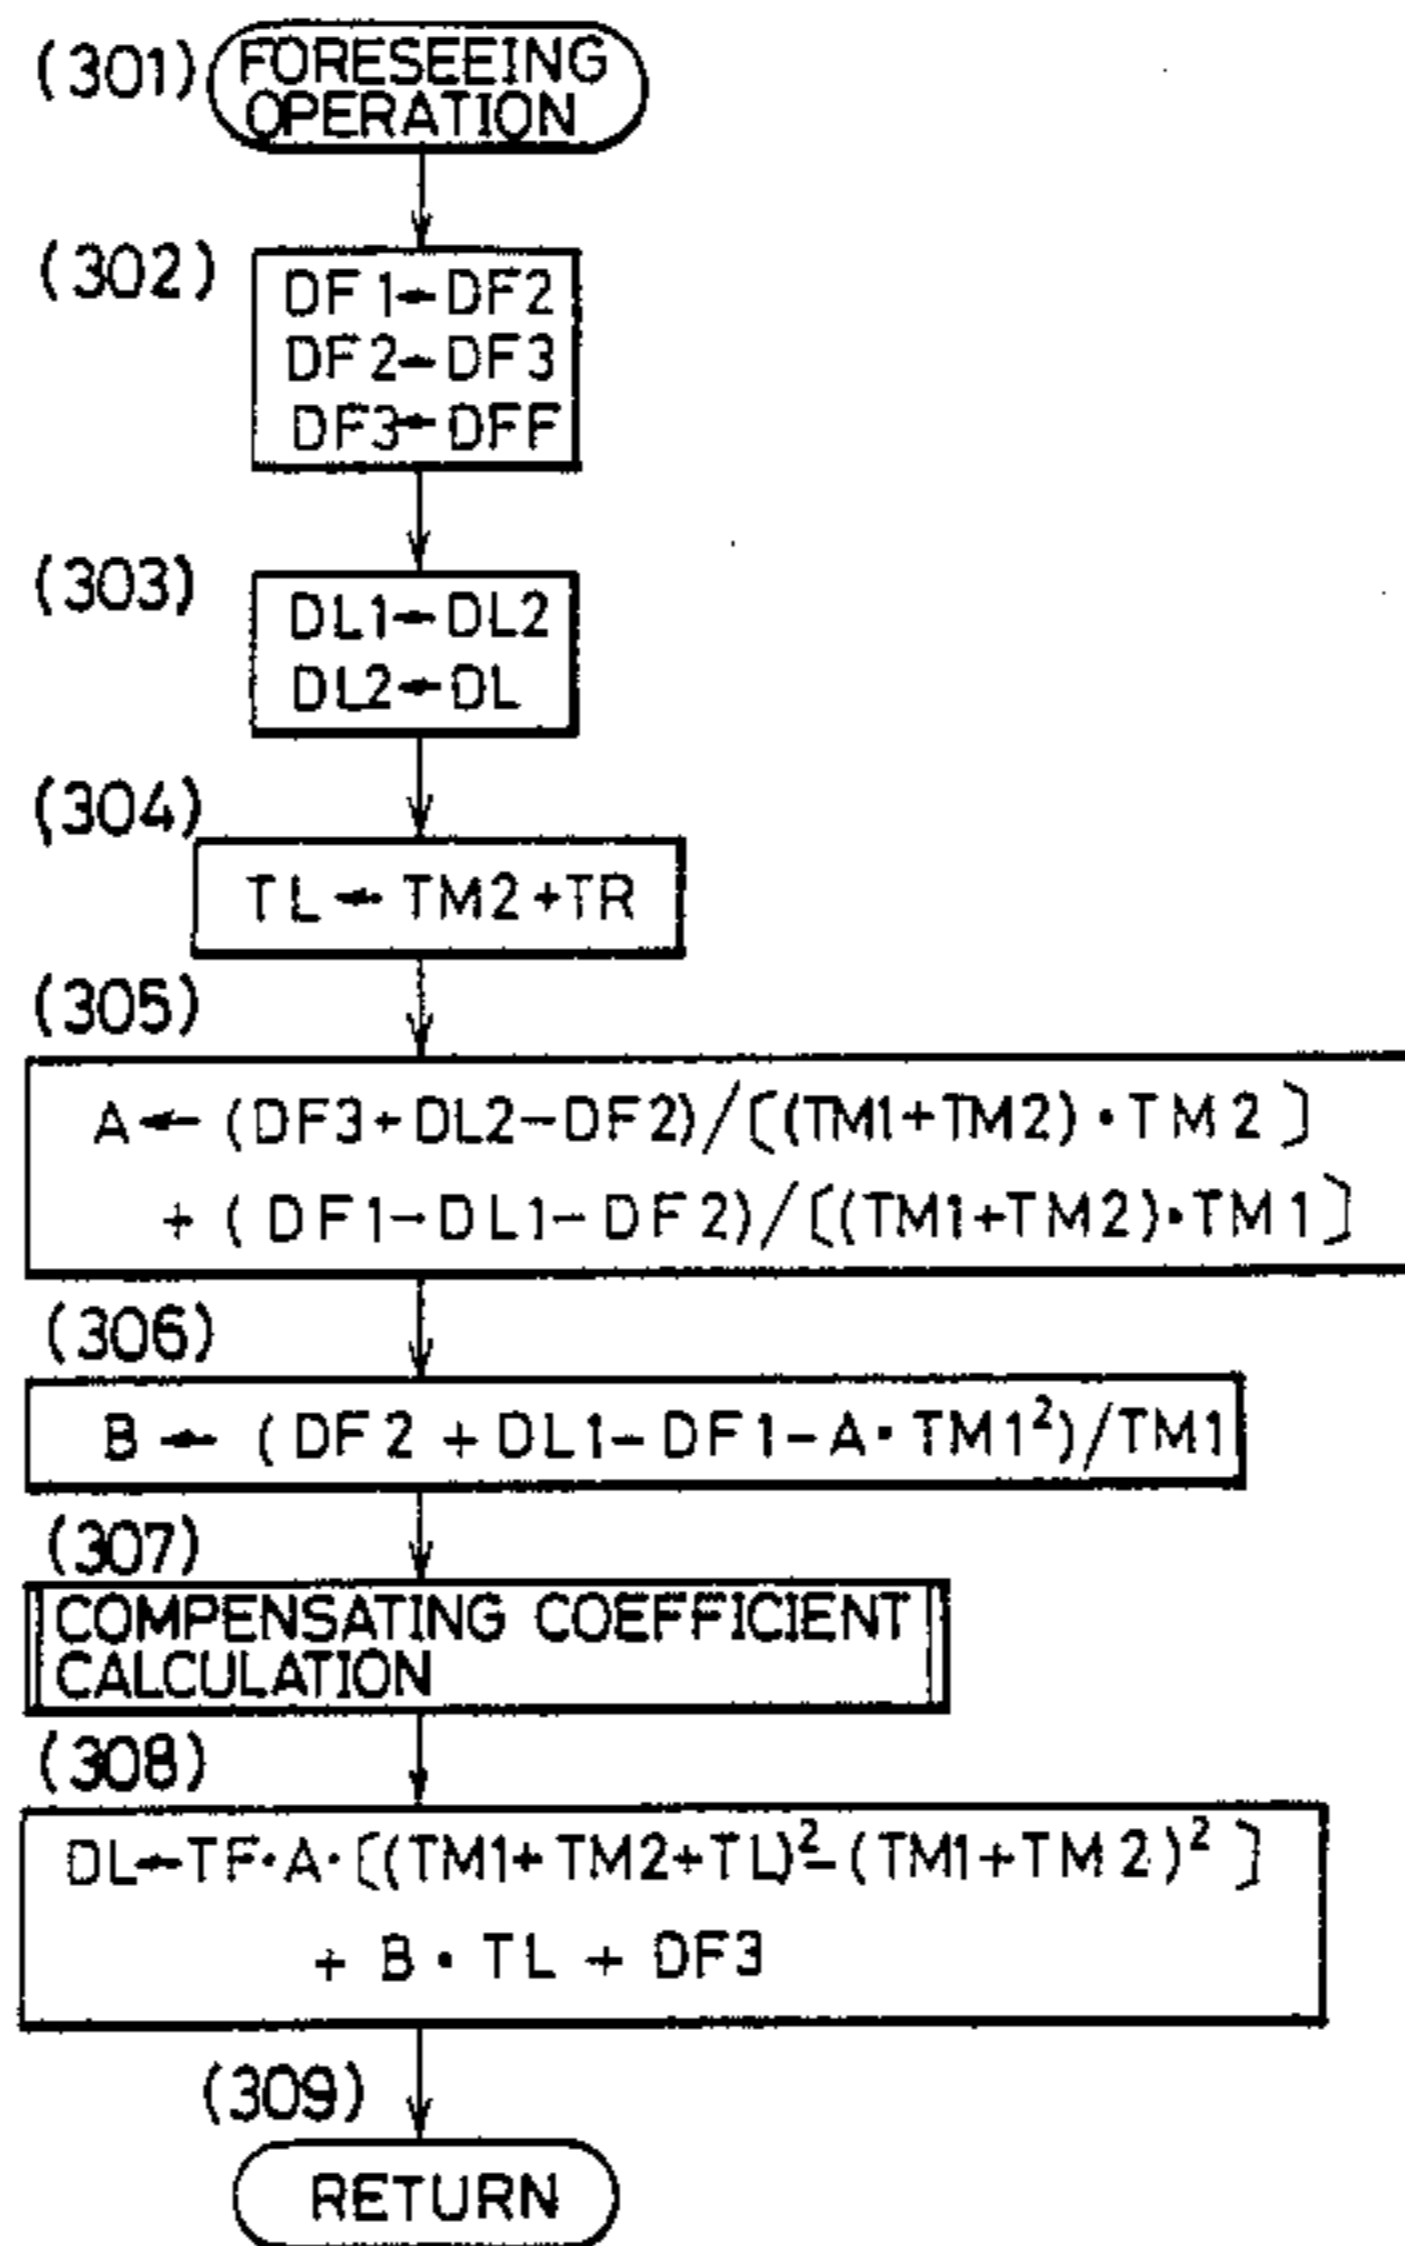 (301) FORESEEING
OPERATION
(302)
DF1←DF2
DF2←DF3
DF3←DFF
(303)
DL1←DL2
DL2←DL
(304)
TL ← TM2+TR
(305)
A ← (DF3+DL2-DF2)/[(TM1+TM2)·TM2]
+ (DF1-DL1-DF2)/[(TM1+TM2)·TM1]
(306)
B ← (DF2 + DL1-DF1-A·TM1²)/TM1
(307)
COMPENSATING COEFFICIENT
CALCULATION
(308)
DL←TF·A·[(TM1+TM2+TL)²-(TM1+TM2)²]
+ B·TL + DF3
(309)
RETURN